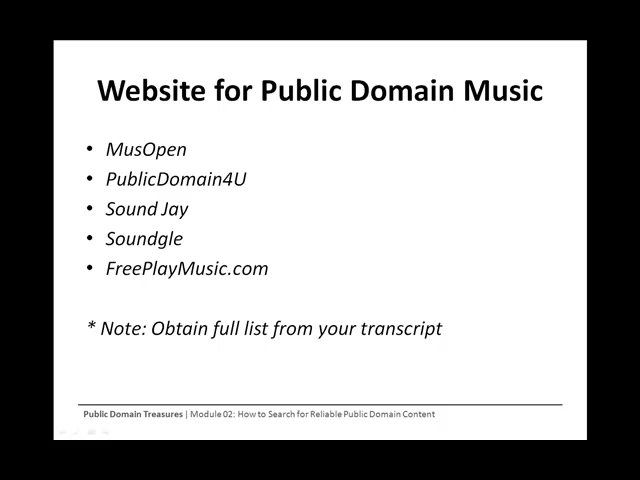 Website for Public Domain Music
• MusOpen
• PublicDomain4U
• Sound Jay
• Soundgle
• FreePlayMusic.com
* Note: Obtain full list from your transcript
Public Domain Treasures | Module 02: How to Search for Reliable Public Domain Content